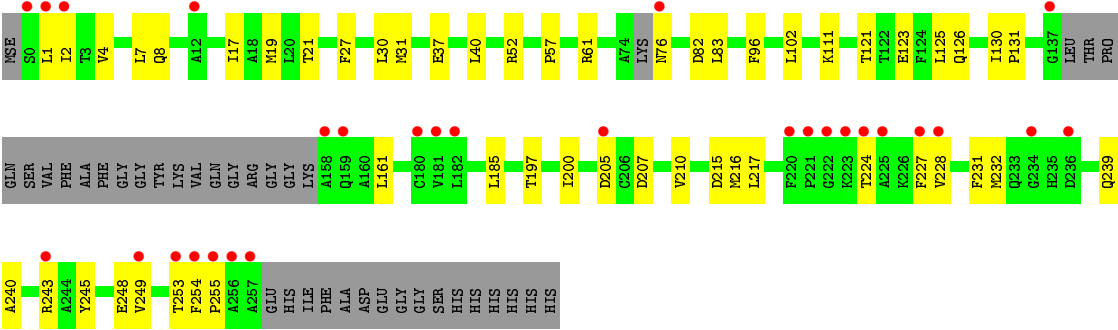 MSE S0 L1 I2 T3 V4 L7 Q8 A12 I17 A18 M19 L20 T21 F27 L30 M31 E37 L40 R52 P57 R61 A74 LYS N76 D82 L83 F96 L102 K111 T121 T122 E123 F124 L125 Q126 I130 P131 G137 LEU THR PRO
GLN SER VAL PHE ALA PHE GLY GLY TYR LYS VAL GLN GLY ARG GLY GLY LYS A158 Q159 A160 L161 C180 V181 L182 L185 T197 I200 D205 C206 D207 V210 D215 M216 L217 F220 P221 G222 K223 T224 A225 K226 F227 V228 F231 M232 Q233 G234 H235 D236 Q239
A240 R243 A244 Y245 E248 V249 T253 F254 P255 A256 A257 GLU HIS ILE PHE ALA ASP GLU GLY GLY SER HIS HIS HIS HIS HIS HIS